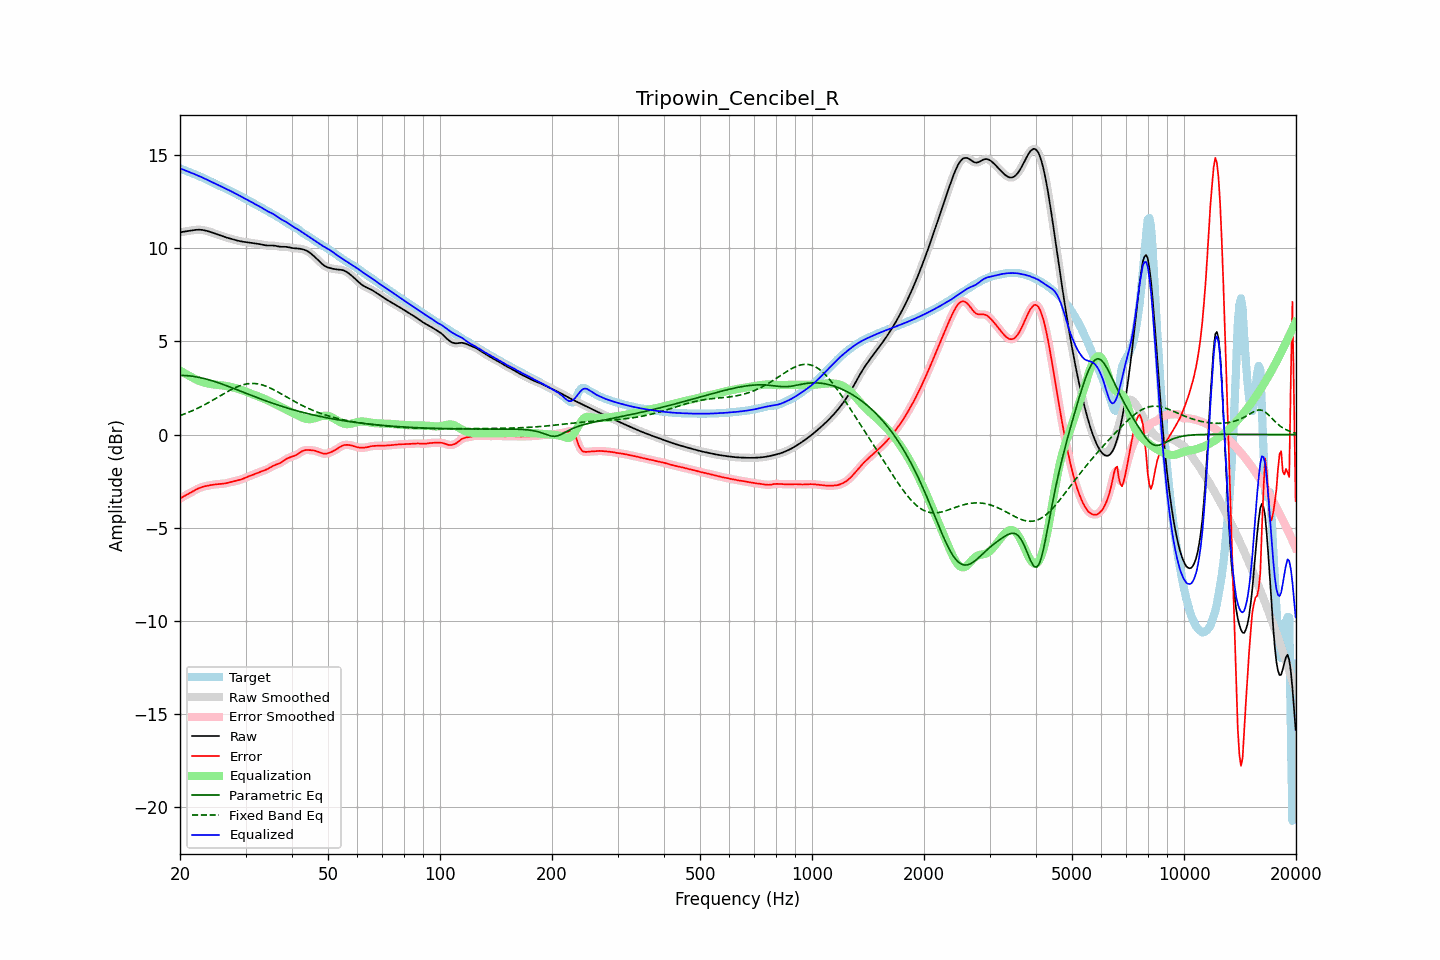 Tripowin_Cencibel_R
Amplitude (dBr)
15
10
5
0
−5
−10
−15
−20
Target
Raw Smoothed
Error Smoothed
Raw
Error
Equalization
Parametric Eq
Fixed Band Eq
Equalized
20 50 100 200 500 1000 2000 5000 10000 20000
Frequency (Hz)